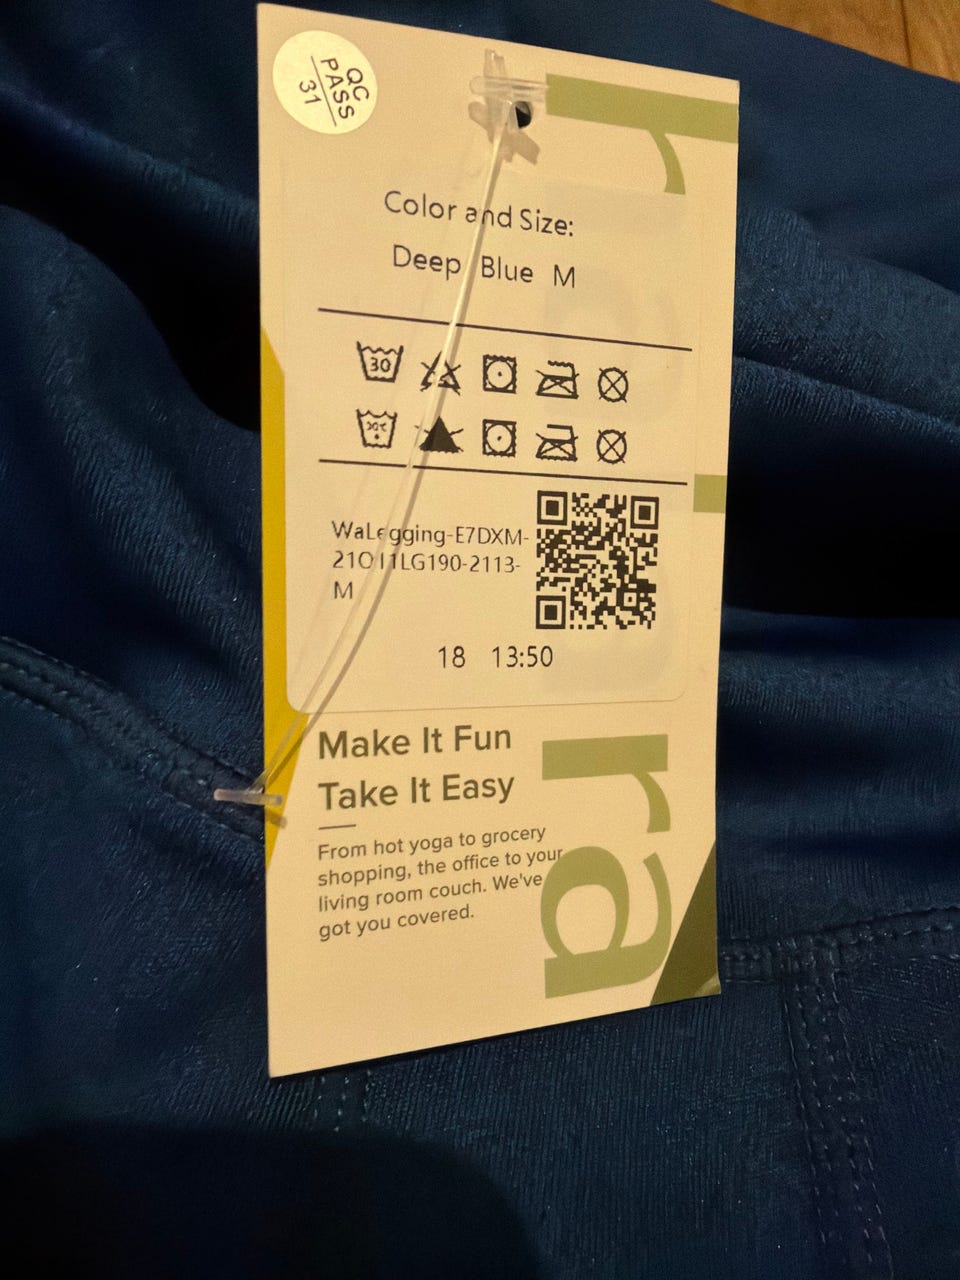 QC
PASS
31
Color and Size:
Deep Blue M
30
WaLegging-E7DXM-
M
18 13:50
Make It Fun
Take It Easy
From hot yoga to grocery
shopping, the office to your
living room couch. We've
got you covered.
ra